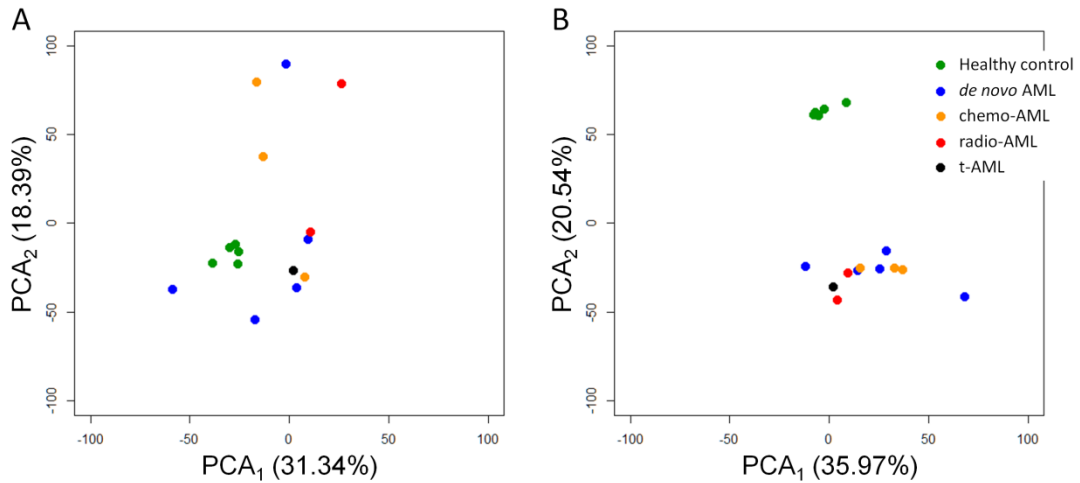 A
100
50
0
-50
-100
PCA2 (18.39%)
-100 -50 0 50 100
PCA1 (31.34%)
B
100
50
0
-50
-100
PCA2 (20.54%)
-100 -50 0 50 100
PCA1 (35.97%)
Healthy control
de novo AML
chemo-AML
radio-AML
t-AML